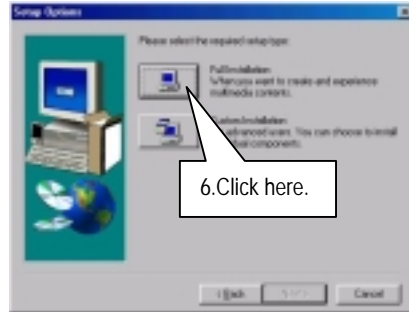 Setup Options
Please select the required setup type:
Full Installation
When you want to create and experience
multimedia contents.
Custom Installation
advanced users. You can choose to install
components.
6.Click here.
< Back
Cancel